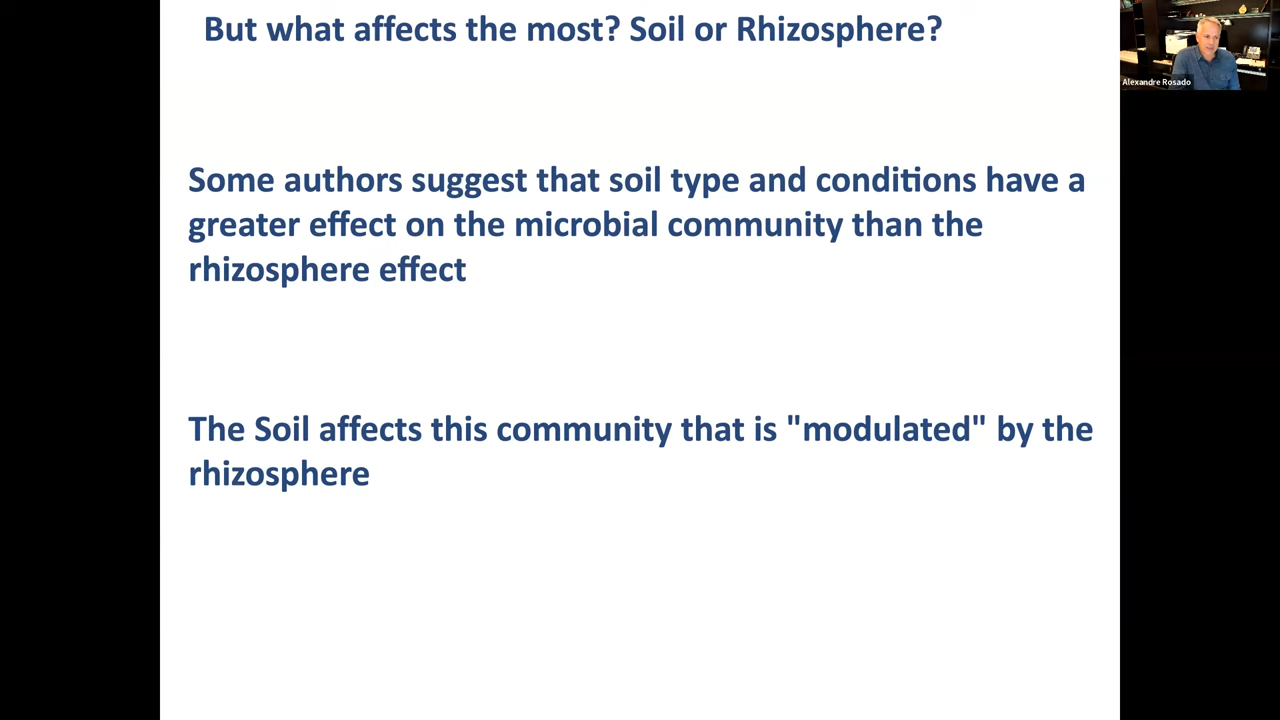 But what affects the most? Soil or Rhizosphere?
Alexandre Rosado
Some authors suggest that soil type and conditions have a
greater effect on the microbial community than the
rhizosphere effect
The Soil affects this community that is "modulated" by the
rhizosphere